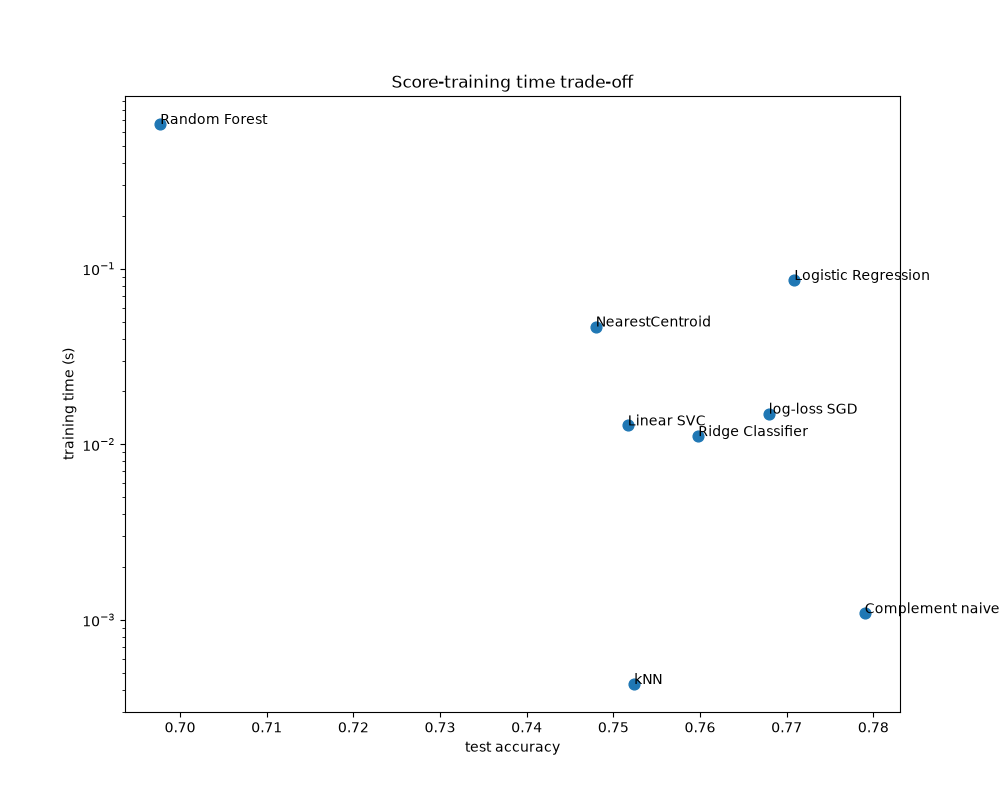 Score-training time trade-off
Random Forest
Logistic Regression
NearestCentroid
log-loss SGD
Linear SVC
Ridge Classifier
Complement naive
kNN
training time (s)
10⁻¹
10⁻²
10⁻³
0.70 0.71 0.72 0.73 0.74 0.75 0.76 0.77 0.78
test accuracy